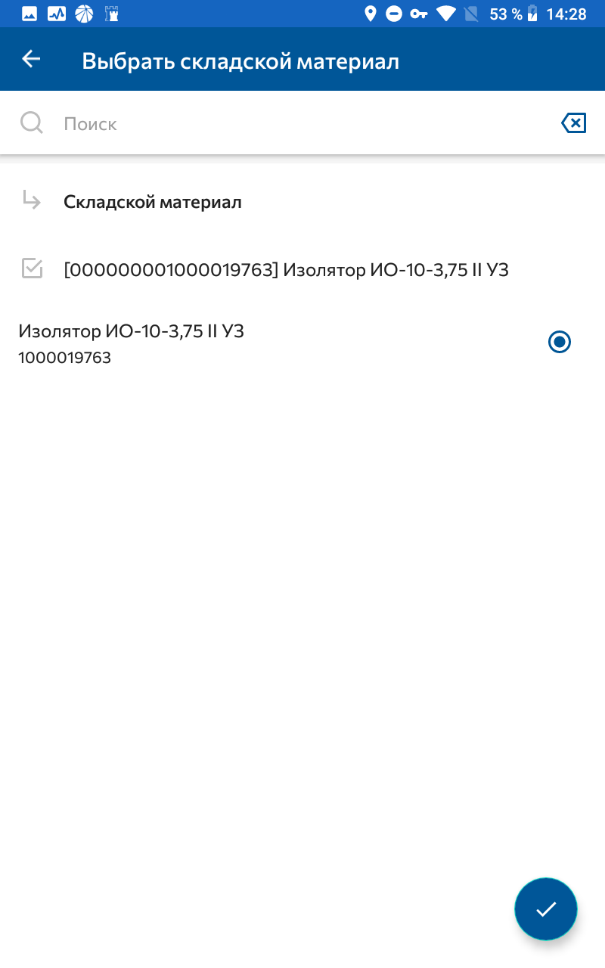 53 % 14:28
Выбрать складской материал
Поиск
Складской материал
[000000001000019763] Изолятор ИО-10-3,75 II УЗ
Изолятор ИО-10-3,75 II УЗ
1000019763